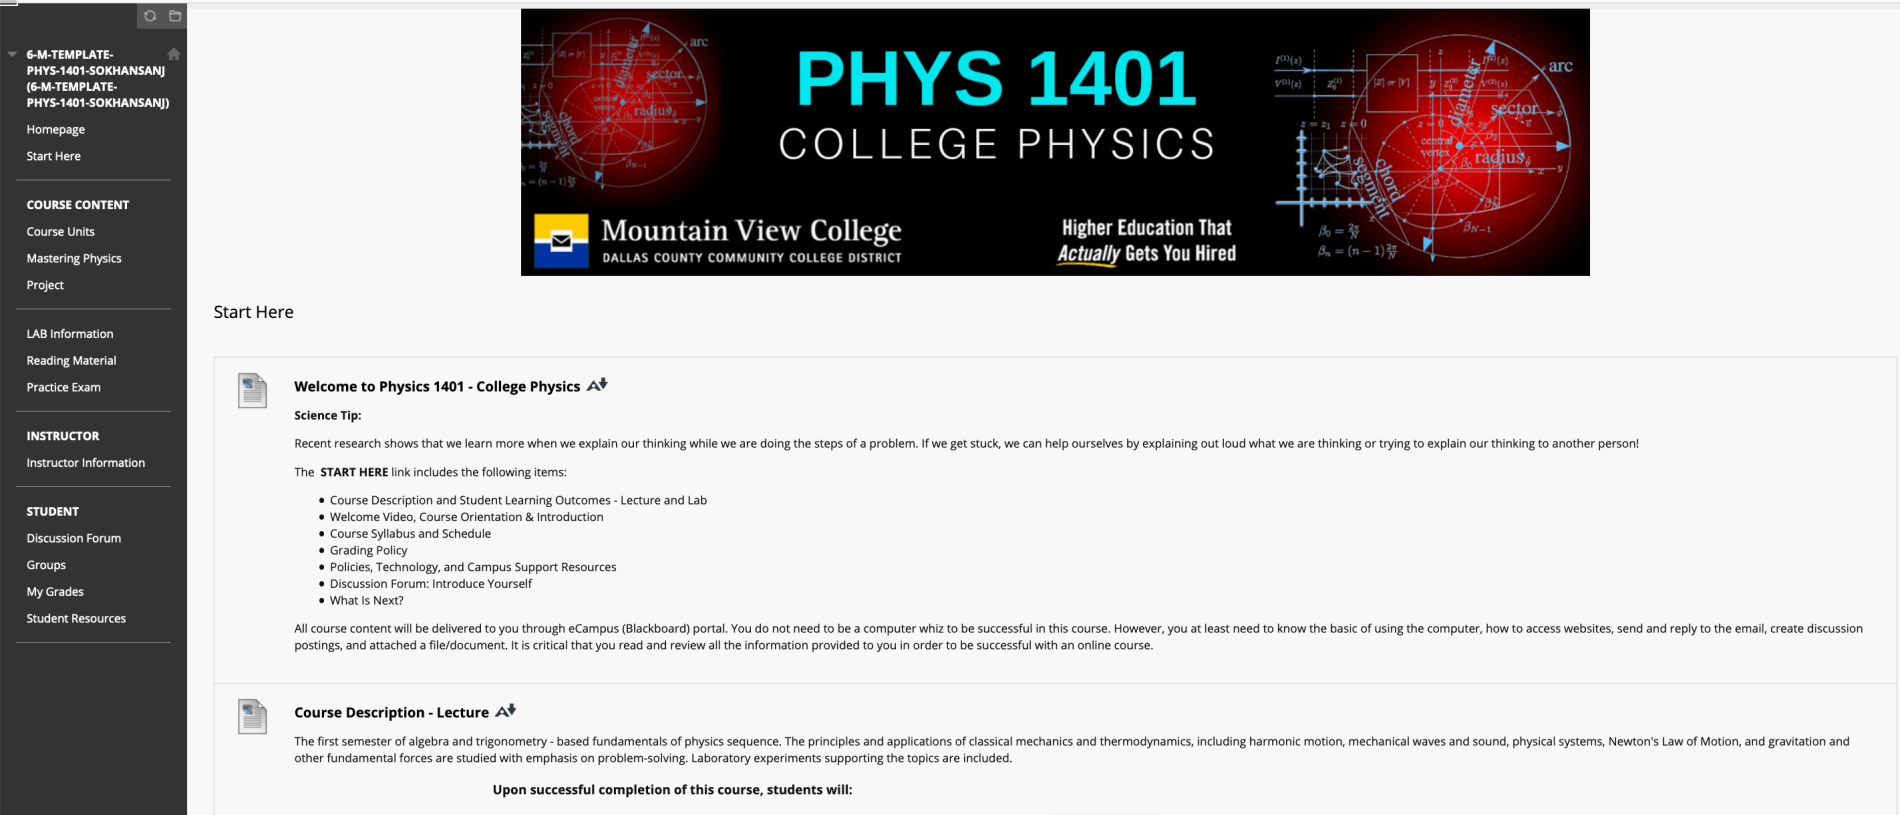 6-M-TEMPLATE-
PHYS-1401-SOKHANSANJ
(6-M-TEMPLATE-
PHYS-1401-SOKHANSANJ)
Homepage
Start Here
COURSE CONTENT
Course Units
Mastering Physics
Project
LAB Information
Reading Material
Practice Exam
INSTRUCTOR
Instructor Information
STUDENT
Discussion Forum
Groups
My Grades
Student Resources
PHYS 1401
COLLEGE PHYSICS
Mountain View College
DALLAS COUNTY COMMUNITY COLLEGE DISTRICT
Higher Education That
Actually Gets You Hired
arc
diameter
sector
radius
central
vertex
chord
segment
arc
diameter
sector
central
vertex
radius
chord
segment
Start Here
Welcome to Physics 1401 - College Physics
Science Tip:
Recent research shows that we learn more when we explain our thinking while we are doing the steps of a problem. If we get stuck, we can help ourselves by explaining out loud what we are thinking or trying to explain our thinking to another person!
The START HERE link includes the following items:
• Course Description and Student Learning Outcomes - Lecture and Lab
• Welcome Video, Course Orientation & Introduction
• Course Syllabus and Schedule
• Grading Policy
• Policies, Technology, and Campus Support Resources
• Discussion Forum: Introduce Yourself
• What Is Next?
All course content will be delivered to you through eCampus (Blackboard) portal. You do not need to be a computer whiz to be successful in this course. However, you at least need to know the basic of using the computer, how to access websites, send and reply to the email, create discussion
postings, and attached a file/document. It is critical that you read and review all the information provided to you in order to be successful with an online course.
Course Description - Lecture
The first semester of algebra and trigonometry - based fundamentals of physics sequence. The principles and applications of classical mechanics and thermodynamics, including harmonic motion, mechanical waves and sound, physical systems, Newton's Law of Motion, and gravitation and
other fundamental forces are studied with emphasis on problem-solving. Laboratory experiments supporting the topics are included.
Upon successful completion of this course, students will: